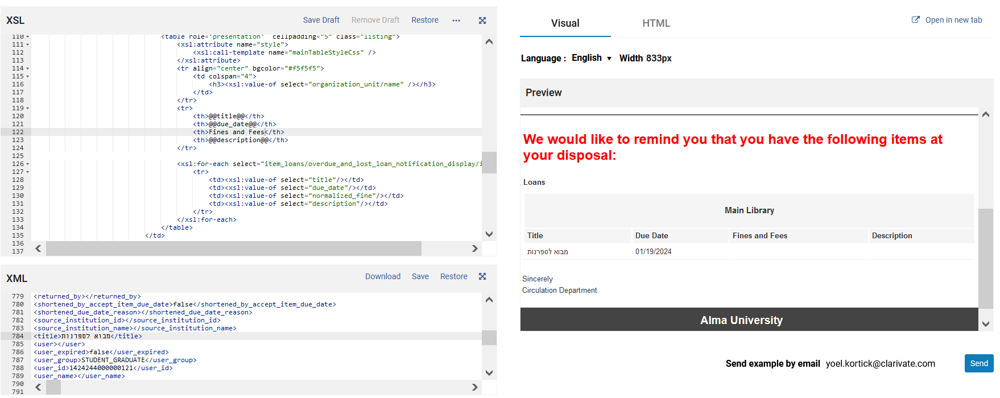 XSL
Save Draft Remove Draft Restore ...
110 <table role='presentation'  cellpadding="5" class="listing">
111 <xsl:attribute name="style">
112 <xsl:call-template name="mainTableStyleCss" />
113 </xsl:attribute>
114 <tr align="center" bgcolor="#f5f5f5">
115 <td colspan="4">
116 <h3><xsl:value-of select="organization_unit/name" /></h3>
117 </td>
118 </tr>
119 <tr>
120 <th>@@title@@</th>
121 <th>@@due_date@@</th>
122 <th>Fines and Fees</th>
123 <th>@@description@@</th>
124 </tr>
125
126 <xsl:for-each select="item_loans/overdue_and_lost_loan_notification_display/i
127 <tr>
128 <td><xsl:value-of select="title"/></td>
129 <td><xsl:value-of select="due_date"/></td>
130 <td><xsl:value-of select="normalized_fine"/></td>
131 <td><xsl:value-of select="description"/></td>
132 </tr>
133 </xsl:for-each>
134 </table>
135 </td>
136
137
XML
Download Save Restore
779 <returned_by></returned_by>
780 <shortened_by_accept_item_due_date>false</shortened_by_accept_item_due_date>
781 <shortened_due_date_reason></shortened_due_date_reason>
782 <source_institution_id></source_institution_id>
783 <source_institution_name></source_institution_name>
784 <title>מבוא לספרנות</title>
785 <user></user>
786 <user_expired>false</user_expired>
787 <user_group>STUDENT_GRADUATE</user_group>
788 <user_id>1424244000000121</user_id>
789 <user_name></user_name>
790
791
Visual HTML
Open in new tab
Language : English Width 833px
Preview
We would like to remind you that you have the following items at
your disposal:
Loans
Main Library
Title Due Date Fines and Fees Description
מבוא לספרנות 01/19/2024
Sincerely
Circulation Department
Alma University
Send example by email yoel.kortick@clarivate.com Send